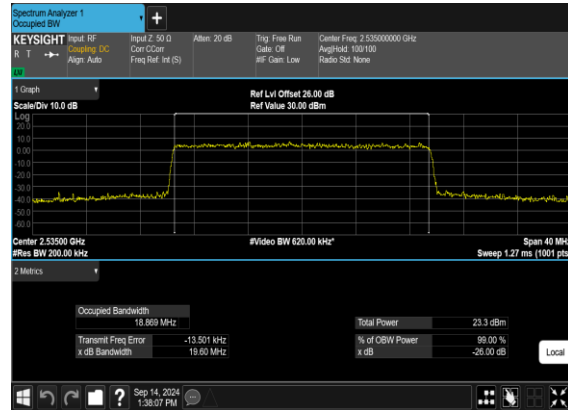 Spectrum Analyzer 1
Occupied BW
+
KEYSIGHT Input: RF Input Z: 50 Ω Atten: 20 dB Trig: Free Run Center Freq: 2.535000000 GHz
R T Coupling: DC Corr CCorr Gate: Off Avg|Hold: 100/100
Align: Auto Freq Ref: Int (S) #IF Gain: Low Radio Std: None
LXI
1 Graph
Ref Lvl Offset 26.00 dB
Scale/Div 10.0 dB Ref Value 30.00 dBm
Log
20.0
10.0
0.00
-10.0
-20.0
-30.0
-40.0
-50.0
-60.0
Center 2.53500 GHz #Video BW 620.00 kHz* Span 40 MHz
#Res BW 200.00 kHz Sweep 1.27 ms (1001 pts)
2 Metrics
Occupied Bandwidth
18.869 MHz Total Power 23.3 dBm
Transmit Freq Error -13.501 kHz % of OBW Power 99.00 %
x dB Bandwidth 19.60 MHz x dB -26.00 dB
Local
?
Sep 14, 2024
1:38:07 PM